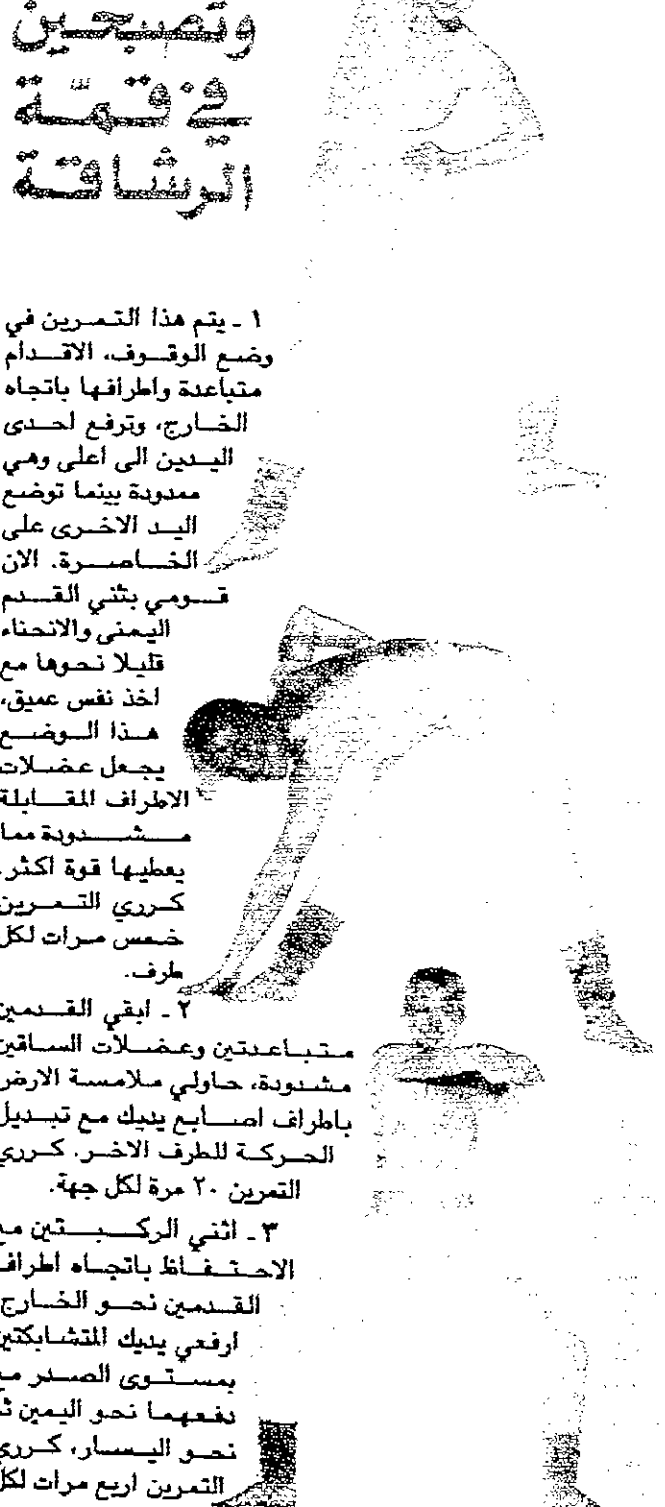 وتصبحين
في قمّة
الرشاقة
١ ـ يتم هذا التمرين في
وضع الوقوف، الاقدام
متباعدة واطرافها باتجاه
الخارج، وترفع احدى
اليدين الى اعلى وهي
ممدودة بينما توضع
اليد الاخرى على
الخاصرة. الان
قومي بثني القدم
اليمنى والانحناء
قليلا نحوها مع
اخذ نفس عميق،
هذا الوضع
يجعل عضلات
الاطراف المقابلة
مشدودة مما
يعطيها قوة اكثر.
كرري التمرين
خمس مرات لكل
طرف.
٢ ـ ابقي القدمين
متباعدتين وعضلات الساقين
مشدودة، حاولي ملامسة الارض
باطراف اصابع يديك مع تبديل
الحركة للطرف الاخر. كرري
التمرين ٢٠ مرة لكل جهة.
٣ ـ اثني الركبتين مع
الاحتفاظ باتجاه اطراف
القدمين نحو الخارج
ارفعي يديك المتشابكتين
بمستوى الصدر مع
دفعهما نحو اليمين ثم
نحو اليسار، كرري
التمرين اربع مرات لكل